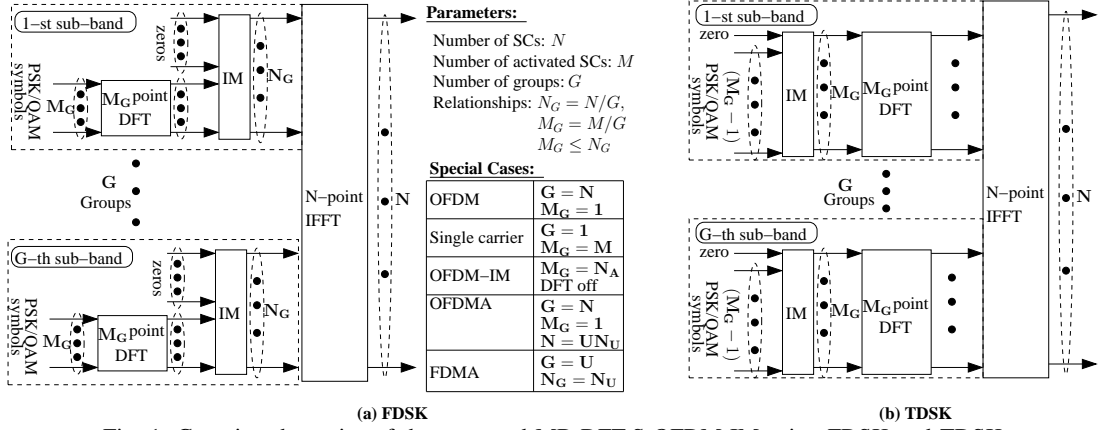 1−st sub−band
zeros
PSK/QAM
symbols
M_G
M_G point
DFT
IM
N_G
G
Groups
N−point
IFFT
N
G−th sub−band
zeros
PSK/QAM
symbols
M_G
M_G point
DFT
IM
N_G
(a) FDSK
Parameters:
Number of SCs: N
Number of activated SCs: M
Number of groups: G
Relationships: N_G = N/G,
M_G = M/G
M_G ≤ N_G
Special Cases:
OFDM G = N
M_G = 1
Single carrier G = 1
M_G = M
OFDM−IM M_G = N_A
DFT off
OFDMA G = N
M_G = 1
N = UN_U
FDMA G = U
N_G = N_U
1−st sub−band
zero
(M_G − 1)
PSK/QAM
symbols
IM
M_G
M_G point
DFT
G
Groups
N−point
IFFT
N
G−th sub−band
zero
(M_G − 1)
PSK/QAM
symbols
IM
M_G
M_G point
DFT
(b) TDSK